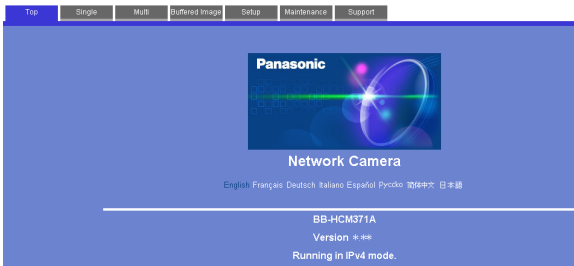 Top Single Multi Buffered Image Setup Maintenance Support
Panasonic
Network Camera
English Français Deutsch Italiano Español Русско 简体中文 日本語
BB-HCM371A
Version ***
Running in IPv4 mode.